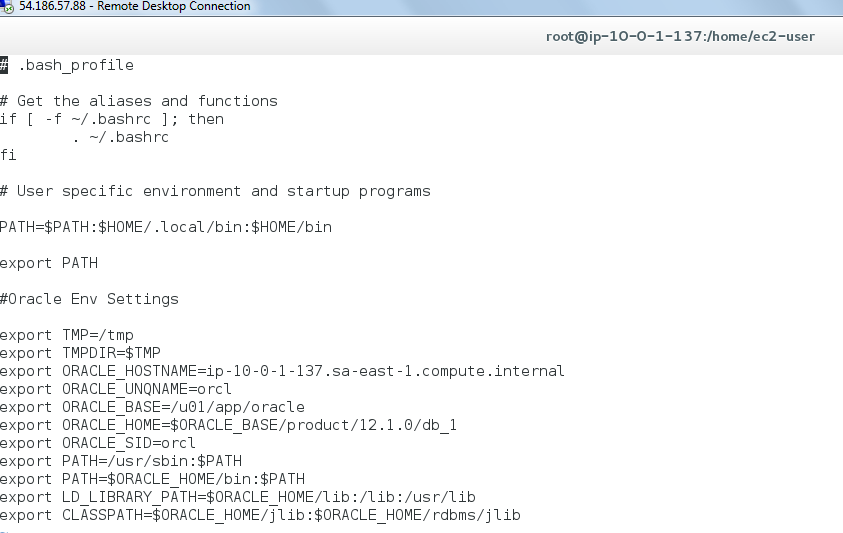 54.186.57.88 - Remote Desktop Connection
root@ip-10-0-1-137:/home/ec2-user
# .bash_profile
# Get the aliases and functions
if [ -f ~/.bashrc ]; then
. ~/.bashrc
fi
# User specific environment and startup programs
PATH=$PATH:$HOME/.local/bin:$HOME/bin
export PATH
#Oracle Env Settings
export TMP=/tmp
export TMPDIR=$TMP
export ORACLE_HOSTNAME=ip-10-0-1-137.sa-east-1.compute.internal
export ORACLE_UNQNAME=orcl
export ORACLE_BASE=/u01/app/oracle
export ORACLE_HOME=$ORACLE_BASE/product/12.1.0/db_1
export ORACLE_SID=orcl
export PATH=/usr/sbin:$PATH
export PATH=$ORACLE_HOME/bin:$PATH
export LD_LIBRARY_PATH=$ORACLE_HOME/lib:/lib:/usr/lib
export CLASSPATH=$ORACLE_HOME/jlib:$ORACLE_HOME/rdbms/jlib